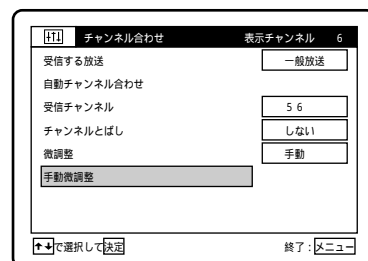 チャンネル合わせ 表示チャンネル 6
受信する放送 一般放送
自動チャンネル合わせ
受信チャンネル 56
チャンネルとばし しない
微調整 手動
手動微調整
で選択して決定 終了:メニュー